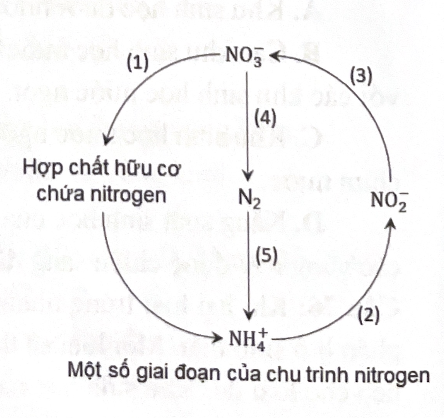 (1) NO₃⁻ (3)
(4)
Hợp chất hữu cơ
chứa nitrogen
N₂ NO₂⁻
(5)
(2)
NH₄⁺
Một số giai đoạn của chu trình nitrogen